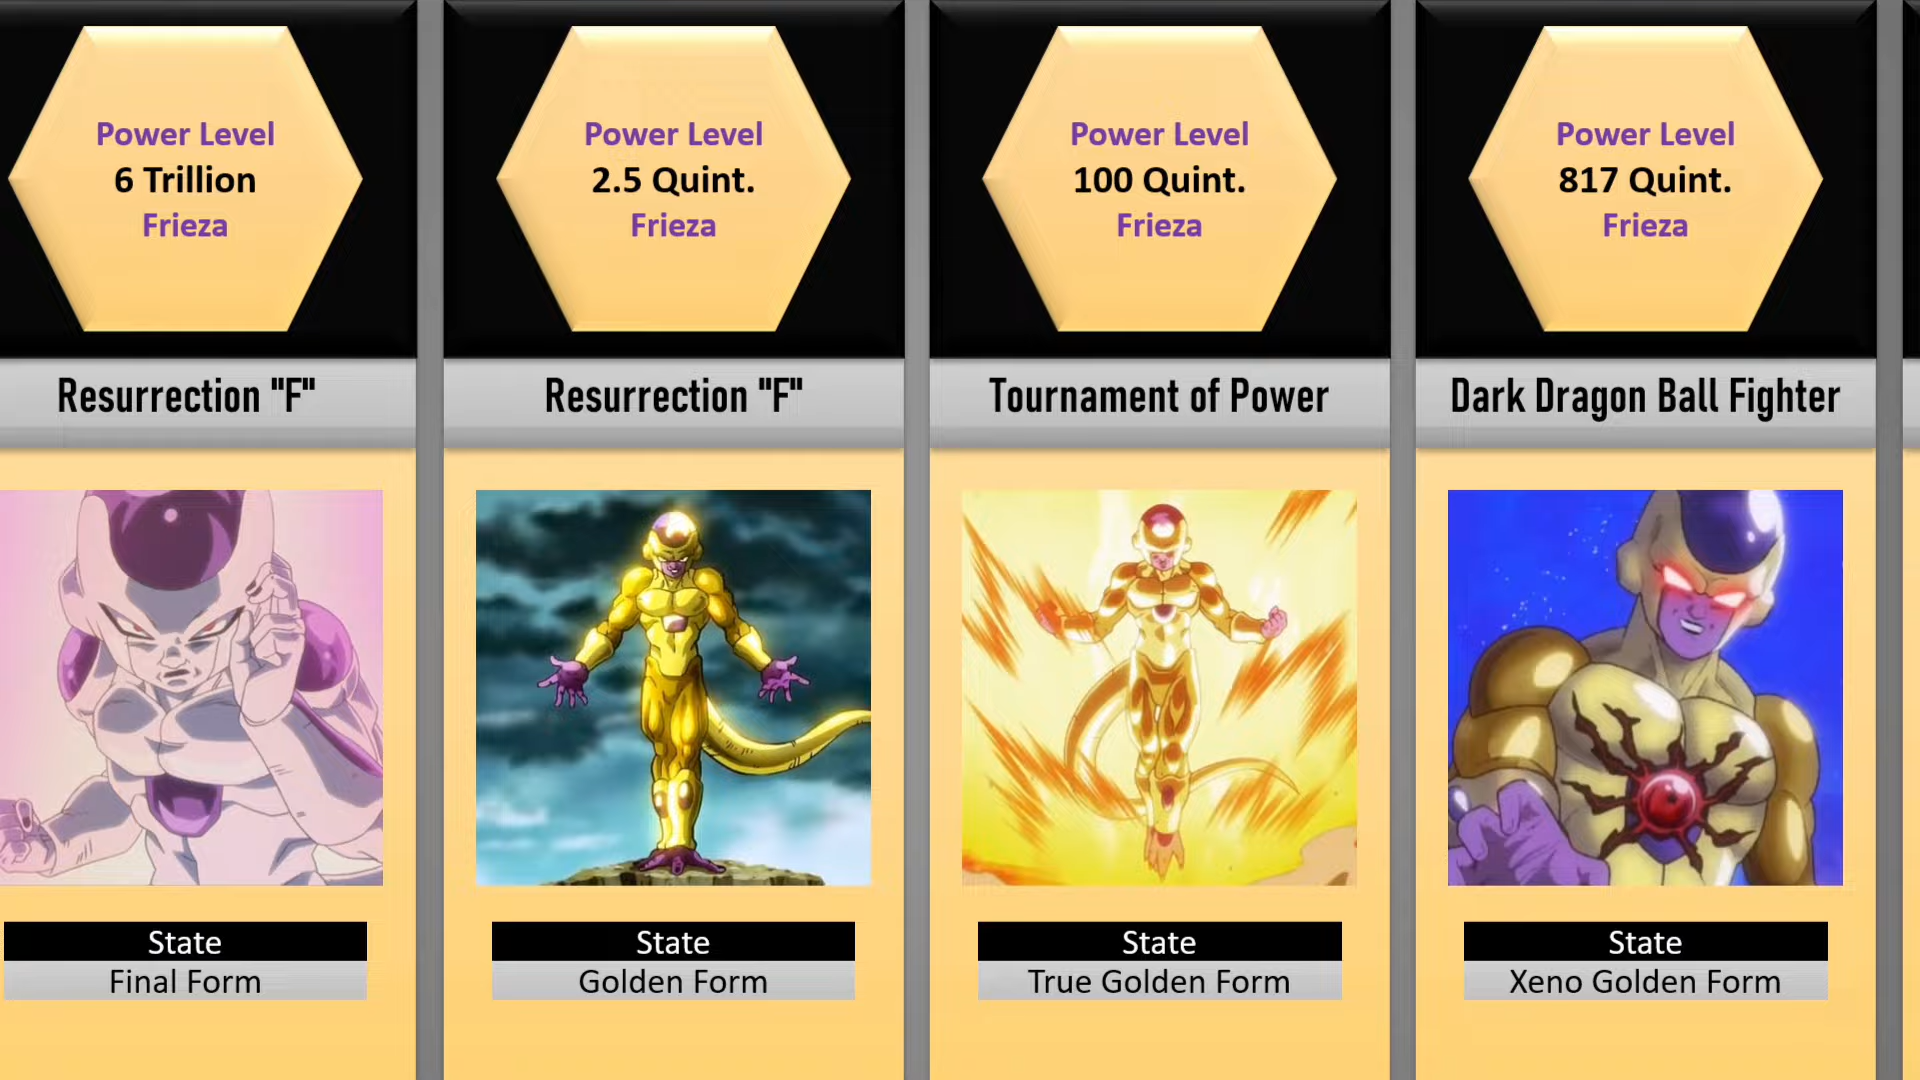 Power Level
6 Trillion
Frieza
Resurrection "F"
State
Final Form
Power Level
2.5 Quint.
Frieza
Resurrection "F"
State
Golden Form
Power Level
100 Quint.
Frieza
Tournament of Power
State
True Golden Form
Power Level
817 Quint.
Frieza
Dark Dragon Ball Fighter
State
Xeno Golden Form